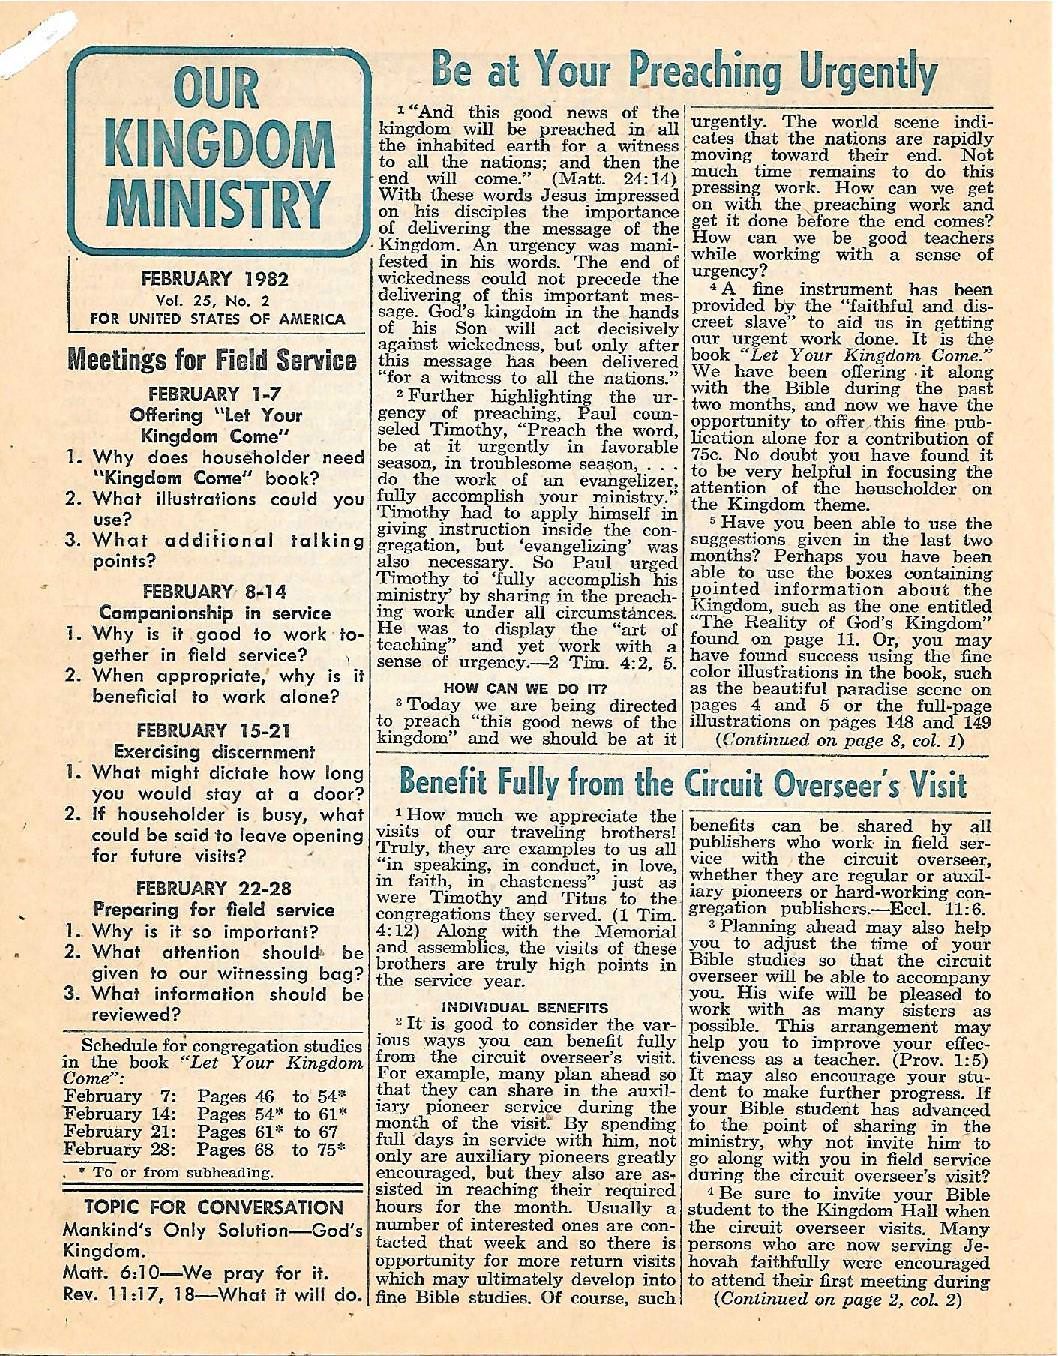 OUR
KINGDOM
MINISTRY
FEBRUARY 1982
Vol. 25, No. 2
FOR UNITED STATES OF AMERICA
Meetings for Field Service
FEBRUARY 1-7
Offering "Let Your
Kingdom Come"
1. Why does householder need
"Kingdom Come" book?
2. What illustrations could you
use?
3. What additional talking
points?
FEBRUARY 8-14
Companionship in service
1. Why is it good to work to-
gether in field service?
2. When appropriate, why is it
beneficial to work alone?
FEBRUARY 15-21
Exercising discernment
1. What might dictate how long
you would stay at a door?
2. If householder is busy, what
could be said to leave opening
for future visits?
FEBRUARY 22-28
Preparing for field service
1. Why is it so important?
2. What attention should be
given to our witnessing bag?
3. What information should be
reviewed?
Schedule for congregation studies
in the book "Let Your Kingdom
Come":
February 7: Pages 46 to 54*
February 14: Pages 54* to 61*
February 21: Pages 61* to 67
February 28: Pages 68 to 75*
* To or from subheading.
TOPIC FOR CONVERSATION
Mankind's Only Solution—God's
Kingdom.
Matt. 6:10—We pray for it.
Rev. 11:17, 18—What it will do.
Be at Your Preaching Urgently
1 "And this good news of the
kingdom will be preached in all
the inhabited earth for a witness
to all the nations; and then the
end will come." (Matt. 24:14)
With these words Jesus impressed
on his disciples the importance
of delivering the message of the
Kingdom. An urgency was mani-
fested in his words. The end of
wickedness could not precede the
delivering of this important mes-
sage. God's kingdom in the hands
of his Son will act decisively
against wickedness, but only after
this message has been delivered
"for a witness to all the nations."
2 Further highlighting the ur-
gency of preaching, Paul coun-
seled Timothy, "Preach the word,
be at it urgently in favorable
season, in troublesome season, . . .
do the work of an evangelizer,
fully accomplish your ministry."
Timothy had to apply himself in
giving instruction inside the con-
gregation, but 'evangelizing' was
also necessary. So Paul urged
Timothy to 'fully accomplish his
ministry' by sharing in the preach-
ing work under all circumstances.
He was to display the "art of
teaching" and yet work with a
sense of urgency.—2 Tim. 4:2, 5.
HOW CAN WE DO IT?
3 Today we are being directed
to preach "this good news of the
kingdom" and we should be at it
urgently. The world scene indi-
cates that the nations are rapidly
moving toward their end. Not
much time remains to do this
pressing work. How can we get
on with the preaching work and
get it done before the end comes?
How can we be good teachers
while working with a sense of
urgency?
4 A fine instrument has been
provided by the "faithful and dis-
creet slave" to aid us in getting
our urgent work done. It is the
book "Let Your Kingdom Come."
We have been offering it along
with the Bible during the past
two months, and now we have the
opportunity to offer this fine pub-
lication alone for a contribution of
75c. No doubt you have found it
to be very helpful in focusing the
attention of the householder on
the Kingdom theme.
5 Have you been able to use the
suggestions given in the last two
months? Perhaps you have been
able to use the boxes containing
pointed information about the
Kingdom, such as the one entitled
"The Reality of God's Kingdom"
found on page 11. Or, you may
have found success using the fine
color illustrations in the book, such
as the beautiful paradise scene on
pages 4 and 5 or the full-page
illustrations on pages 148 and 149
(Continued on page 8, col. 1)
Benefit Fully from the Circuit Overseer's Visit
1 How much we appreciate the
visits of our traveling brothers!
Truly, they are examples to us all
"in speaking, in conduct, in love,
in faith, in chasteness" just as
were Timothy and Titus to the
congregations they served. (1 Tim.
4:12) Along with the Memorial
and assemblies, the visits of these
brothers are truly high points in
the service year.
INDIVIDUAL BENEFITS
2 It is good to consider the var-
ious ways you can benefit fully
from the circuit overseer's visit.
For example, many plan ahead so
that they can share in the auxil-
iary pioneer service during the
month of the visit. By spending
full days in service with him, not
only are auxiliary pioneers greatly
encouraged, but they also are as-
sisted in reaching their required
hours for the month. Usually a
number of interested ones are con-
tacted that week and so there is
opportunity for more return visits
which may ultimately develop into
fine Bible studies. Of course, such
benefits can be shared by all
publishers who work in field ser-
vice with the circuit overseer,
whether they are regular or auxil-
iary pioneers or hard-working con-
gregation publishers.—Eccl. 11:6.
3 Planning ahead may also help
you to adjust the time of your
Bible studies so that the circuit
overseer will be able to accompany
you. His wife will be pleased to
work with as many sisters as
possible. This arrangement may
help you to improve your effec-
tiveness as a teacher. (Prov. 1:5)
It may also encourage your stu-
dent to make further progress. If
your Bible student has advanced
to the point of sharing in the
ministry, why not invite him to
go along with you in field service
during the circuit overseer's visit?
4 Be sure to invite your Bible
student to the Kingdom Hall when
the circuit overseer visits. Many
persons who are now serving Je-
hovah faithfully were encouraged
to attend their first meeting during
(Continued on page 2, col. 2)